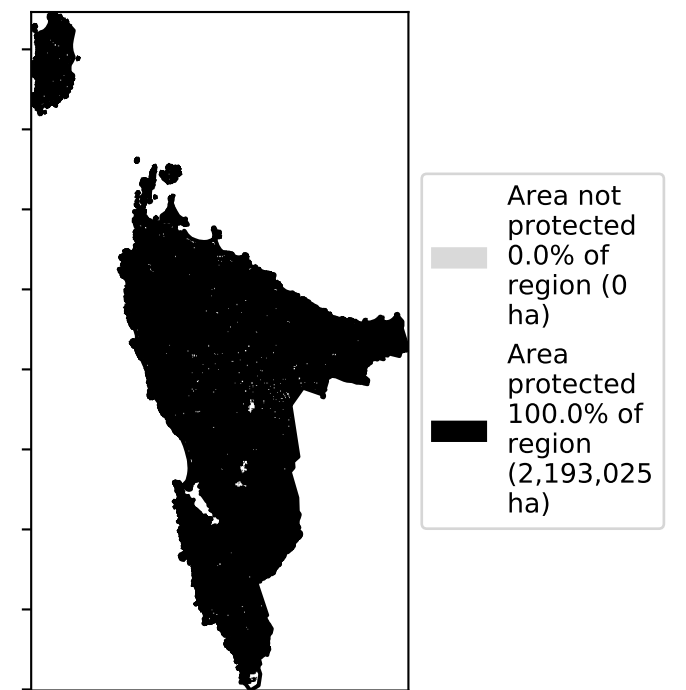 Area not
protected
0.0% of
region (0
ha)
Area
protected
100.0% of
region
(2,193,025
ha)